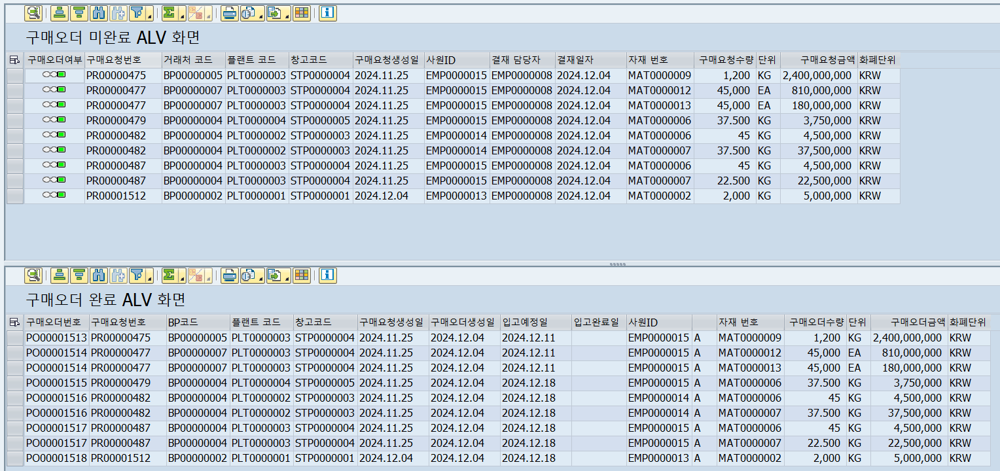 구매오더 미완료 ALV 화면
구매오더여부 구매요청번호 거래처 코드 플랜트 코드 창고코드 구매요청생성일 사원ID 결재 담당자 결재일자 자재 번호 구매요청수량 단위 구매요청금액 화폐단위
PR00000475 BP00000005 PLT0000003 STP0000004 2024.11.25 EMP0000015 EMP0000008 2024.12.04 MAT0000009 1,200 KG 2,400,000,000 KRW
PR00000477 BP00000007 PLT0000003 STP0000004 2024.11.25 EMP0000015 EMP0000008 2024.12.04 MAT0000012 45,000 EA 810,000,000 KRW
PR00000477 BP00000007 PLT0000003 STP0000004 2024.11.25 EMP0000015 EMP0000008 2024.12.04 MAT0000013 45,000 EA 180,000,000 KRW
PR00000479 BP00000004 PLT0000004 STP0000005 2024.11.25 EMP0000015 EMP0000008 2024.12.04 MAT0000006 37.500 KG 3,750,000 KRW
PR00000482 BP00000004 PLT0000002 STP0000003 2024.11.25 EMP0000014 EMP0000008 2024.12.04 MAT0000006 45 KG 4,500,000 KRW
PR00000482 BP00000004 PLT0000002 STP0000003 2024.11.25 EMP0000014 EMP0000008 2024.12.04 MAT0000007 37.500 KG 37,500,000 KRW
PR00000487 BP00000004 PLT0000003 STP0000004 2024.11.25 EMP0000015 EMP0000008 2024.12.04 MAT0000006 45 KG 4,500,000 KRW
PR00000487 BP00000004 PLT0000003 STP0000004 2024.11.25 EMP0000015 EMP0000008 2024.12.04 MAT0000007 22.500 KG 22,500,000 KRW
PR00001512 BP00000002 PLT0000001 STP0000001 2024.12.04 EMP0000013 EMP0000008 2024.12.04 MAT0000002 2,000 KG 5,000,000 KRW
구매오더 완료 ALV 화면
구매오더번호 구매요청번호 BP코드 플랜트 코드 창고코드 구매요청생성일 구매오더생성일 입고예정일 입고완료일 사원ID 자재 번호 구매오더수량 단위 구매오더금액 화폐단위
PO00001513 PR00000475 BP00000005 PLT0000003 STP0000004 2024.11.25 2024.12.04 2024.12.11 EMP0000015 A MAT0000009 1,200 KG 2,400,000,000 KRW
PO00001514 PR00000477 BP00000007 PLT0000003 STP0000004 2024.11.25 2024.12.04 2024.12.11 EMP0000015 A MAT0000012 45,000 EA 810,000,000 KRW
PO00001514 PR00000477 BP00000007 PLT0000003 STP0000004 2024.11.25 2024.12.04 2024.12.11 EMP0000015 A MAT0000013 45,000 EA 180,000,000 KRW
PO00001515 PR00000479 BP00000004 PLT0000004 STP0000005 2024.11.25 2024.12.04 2024.12.18 EMP0000015 A MAT0000006 37.500 KG 3,750,000 KRW
PO00001516 PR00000482 BP00000004 PLT0000002 STP0000003 2024.11.25 2024.12.04 2024.12.18 EMP0000014 A MAT0000006 45 KG 4,500,000 KRW
PO00001516 PR00000482 BP00000004 PLT0000002 STP0000003 2024.11.25 2024.12.04 2024.12.18 EMP0000014 A MAT0000007 37.500 KG 37,500,000 KRW
PO00001517 PR00000487 BP00000004 PLT0000003 STP0000004 2024.11.25 2024.12.04 2024.12.18 EMP0000015 A MAT0000006 45 KG 4,500,000 KRW
PO00001517 PR00000487 BP00000004 PLT0000003 STP0000004 2024.11.25 2024.12.04 2024.12.18 EMP0000015 A MAT0000007 22.500 KG 22,500,000 KRW
PO00001518 PR00001512 BP00000002 PLT0000001 STP0000001 2024.12.04 2024.12.04 2024.12.18 EMP0000013 A MAT0000002 2,000 KG 5,000,000 KRW